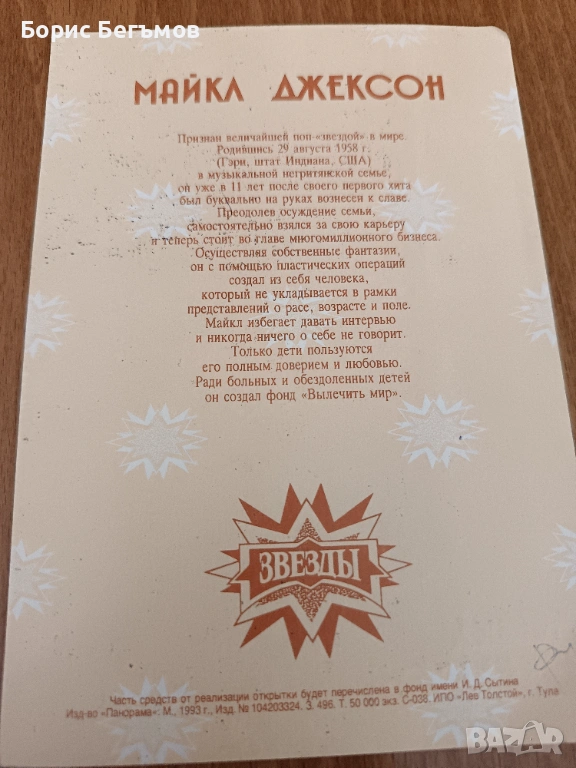 Борис Бегъмов
МАЙКЛ ДЖЕКСОН
Признан величайшей поп-«звездой» в мире.
Родившись 29 августа 1958 г.
(Гэри, штат Индиана, США)
в музыкальной негритянской семье,
он уже в 11 лет после своего первого хита
был буквально на руках вознесен к славе.
Преодолев осуждение семьи,
самостоятельно взялся за свою карьеру
и теперь стоит во главе многомиллионного бизнеса.
Осуществляя собственные фантазии,
он с помощью пластических операций
создал из себя человека,
который не укладывается в рамки
представлений о расе, возрасте и поле.
Майкл избегает давать интервью
и никогда ничего о себе не говорит.
Только дети пользуются
его полным доверием и любовью.
Ради больных и обездоленных детей
он создал фонд «Вылечить мир».
ЗВЕЗДЫ
Часть средств от реализации открытки будет перечислена в фонд имени И. Д. Сытина
Изд-во «Панорама»: М., 1993 г., Изд. № 104203324. З. 496. Т. 50 000 экз. С-038. ИПО «Лев Толстой», г. Тула
BAZAR